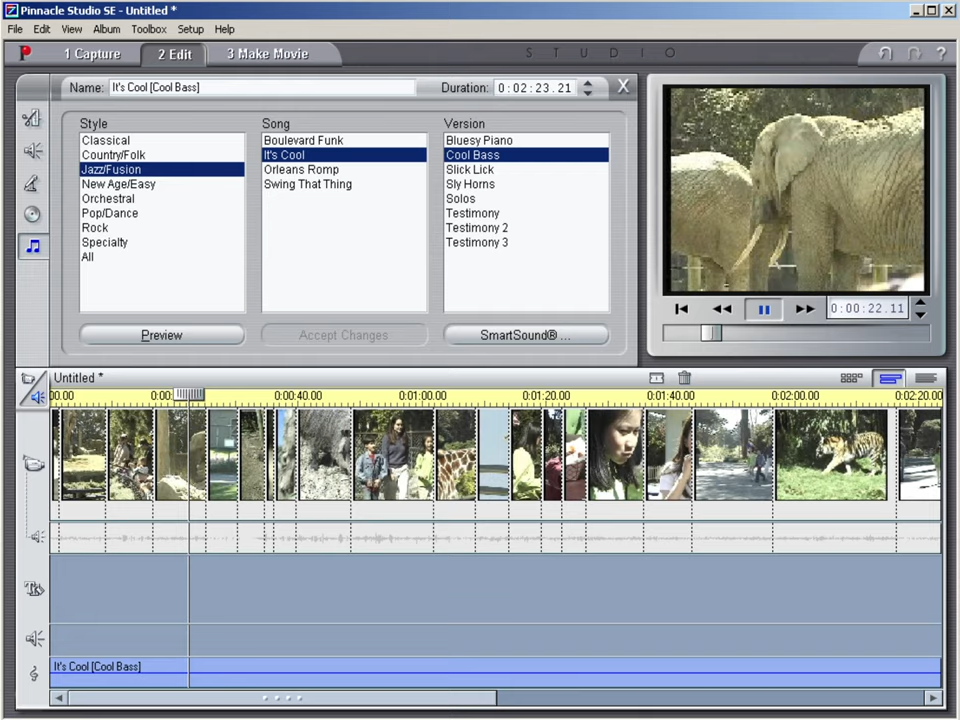 Pinnacle Studio SE - Untitled *
File Edit View Album Toolbox Setup Help
1 Capture 2 Edit 3 Make Movie STUDIO ?
Name: It's Cool [Cool Bass] Duration: 0:02:23.21 X
Style Song Version
Classical Boulevard Funk Bluesy Piano
Country/Folk It's Cool Cool Bass
Jazz/Fusion Orleans Romp Slick Lick
New Age/Easy Swing That Thing Sly Horns
Orchestral Solos
Pop/Dance Testimony
Rock Testimony 2
Specialty Testimony 3
All
0:00:22.11
Preview Accept Changes SmartSound® ...
Untitled *
00.00 0:00: 0:00:40.00 0:01:00.00 0:01:20.00 0:01:40.00 0:02:00.00 0:02:20.00
It's Cool [Cool Bass]